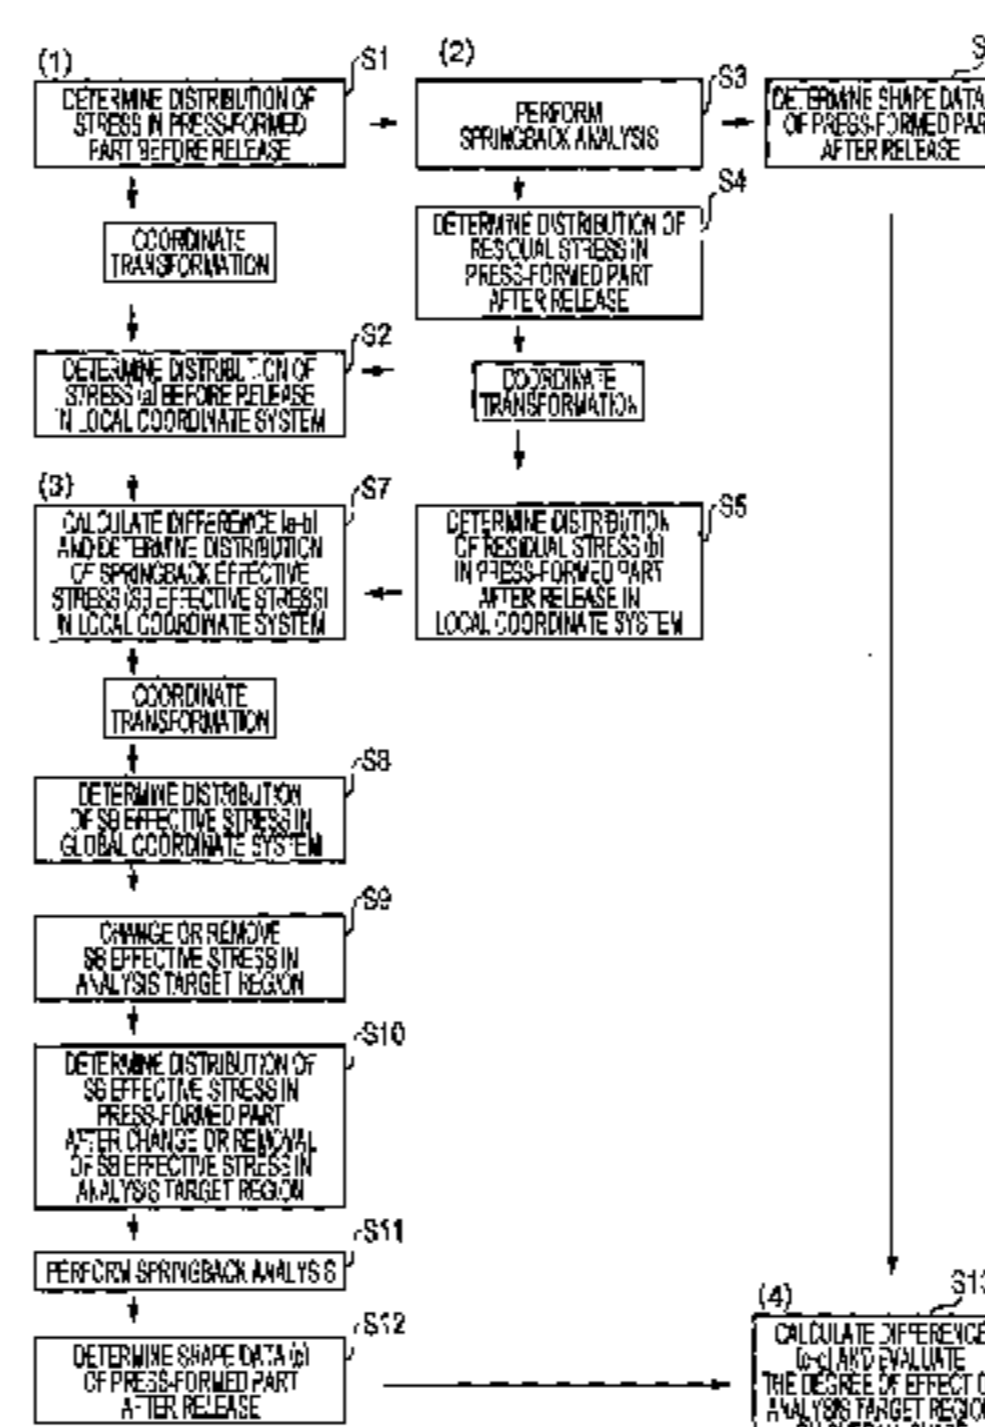 (1)
S1
DETERMINE DISTRIBUTION OF
STRESS IN PRESS-FORMED
PART BEFORE RELEASE
COORDINATE
TRANSFORMATION
S2
DETERMINE DISTRIBUTION OF
STRESS (a) BEFORE RELEASE
IN LOCAL COORDINATE SYSTEM
(2)
S3
PERFORM
SPRINGBACK ANALYSIS
S4
DETERMINE DISTRIBUTION OF
RESIDUAL STRESS IN
PRESS-FORMED PART
AFTER RELEASE
COORDINATE
TRANSFORMATION
S5
DETERMINE DISTRIBUTION
OF RESIDUAL STRESS (b)
IN PRESS-FORMED PART
AFTER RELEASE IN
LOCAL COORDINATE SYSTEM
S
DETERMINE SHAPE DATA
OF PRESS-FORMED PAR
AFTER RELEASE
(3)
S7
CALCULATE DIFFERENCE (a-b)
AND DETERMINE DISTRIBUTION
OF SPRINGBACK EFFECTIVE
STRESS (SB EFFECTIVE STRESS)
IN LOCAL COORDINATE SYSTEM
COORDINATE
TRANSFORMATION
S8
DETERMINE DISTRIBUTION
OF SB EFFECTIVE STRESS IN
GLOBAL COORDINATE SYSTEM
S9
CHANGE OR REMOVE
SB EFFECTIVE STRESS IN
ANALYSIS TARGET REGION
S10
DETERMINE DISTRIBUTION OF
SB EFFECTIVE STRESS IN
PRESS-FORMED PART
AFTER CHANGE OR REMOVAL
OF SB EFFECTIVE STRESS IN
ANALYSIS TARGET REGION
S11
PERFORM SPRINGBACK ANALYSIS
S12
DETERMINE SHAPE DATA
OF PRESS-FORMED PART
AFTER RELEASE
(4)
S13
CALCULATE DIFFERENCE
AND EVALUATE
THE DEGREE OF EFFECT O
ANALYSIS TARGET REGION